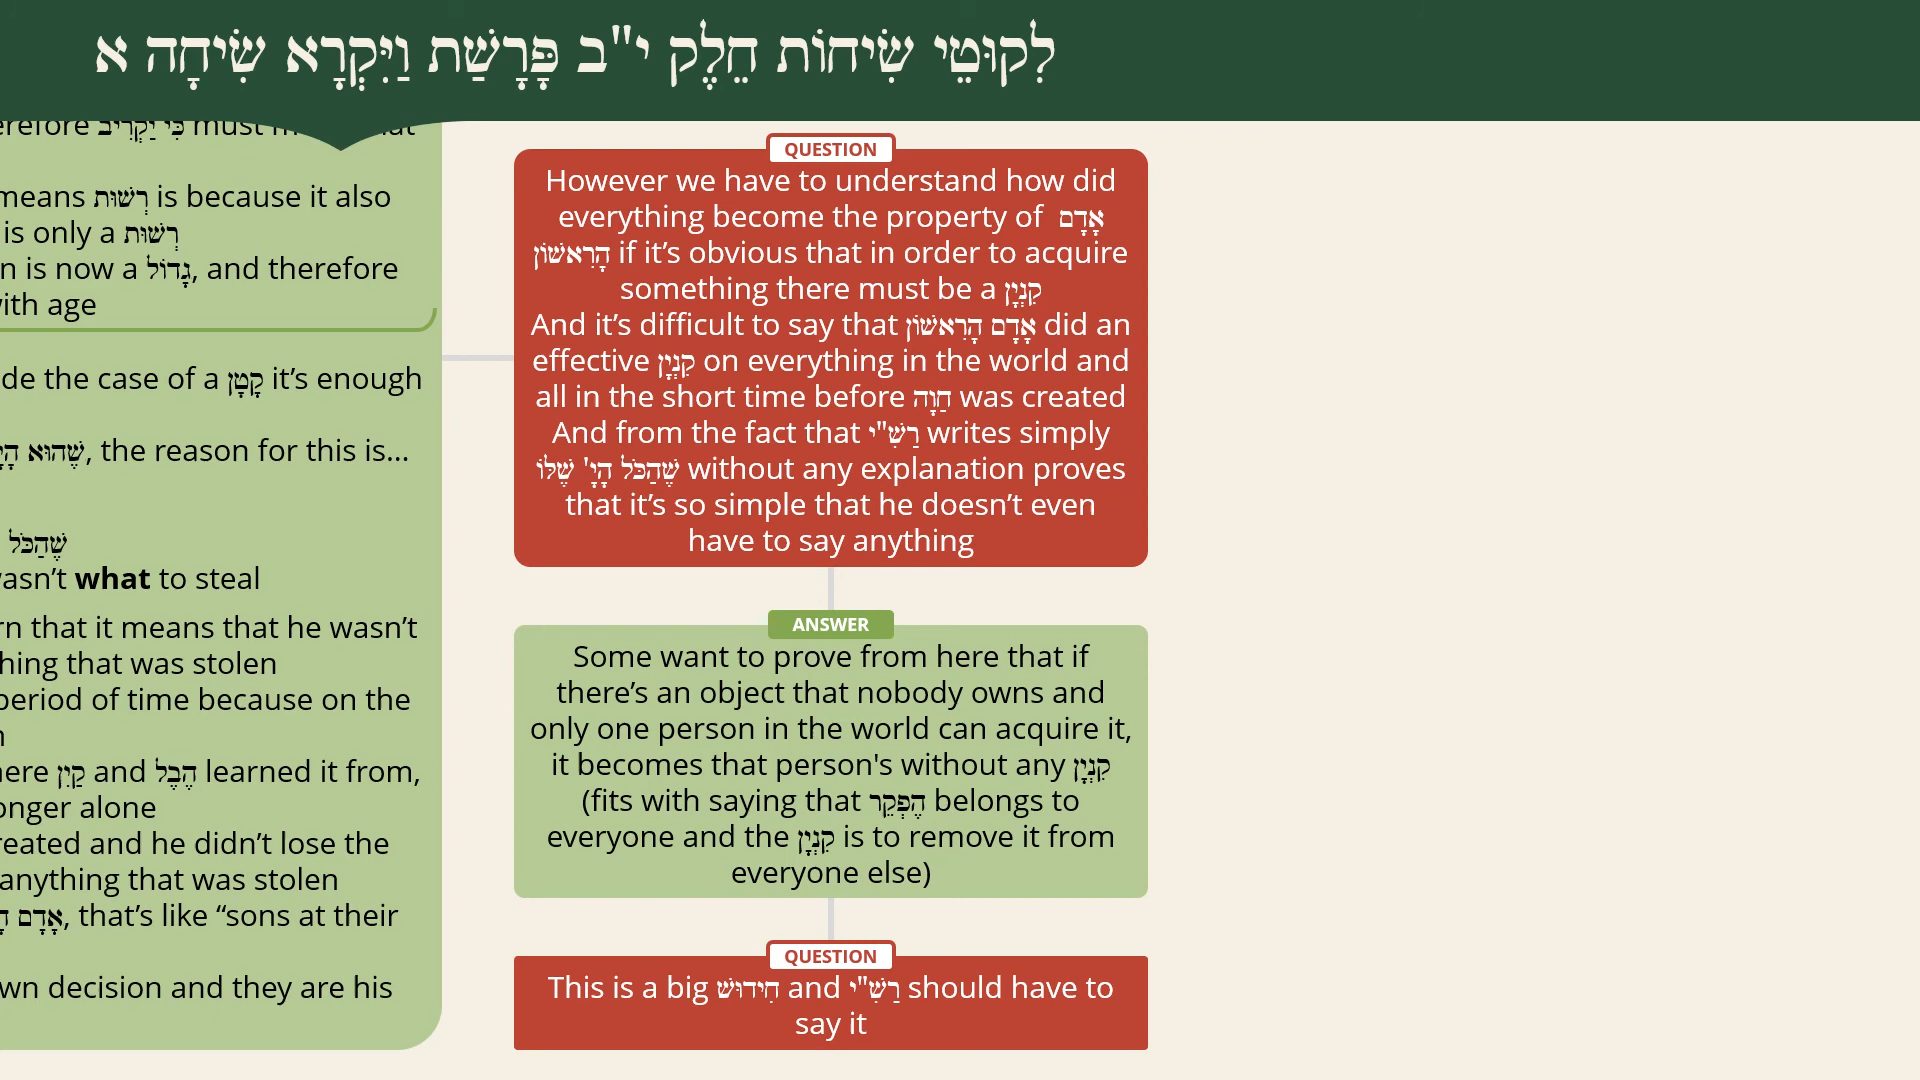 לִקוּטֵי שִׂיחוֹת חֵלֶק י"ב פָּרָשַׁת וַיִּקְרָא שִׂיחָה א
כִּי יַקְרִיב must
means רְשׁוּת is because it also
is only a רְשׁוּת
n is now a גָדוֹל, and therefore
with age
de the case of a קָטָן it's enough
שֶׁהוּא, the reason for this is...
שֶׁהַכֹּל
wasn't what to steal
rn that it means that he wasn't
hing that was stolen
period of time because on the
here קַיִן and הֶבֶל learned it from,
onger alone
reated and he didn't lose the
anything that was stolen
אָדָם, that's like "sons at their
wn decision and they are his
QUESTION
However we have to understand how did
everything become the property of אָדָם
הָרִאשׁוֹן if it's obvious that in order to acquire
something there must be a קִנְיָן
And it's difficult to say that אָדָם הָרִאשׁוֹן did an
effective קִנְיָן on everything in the world and
all in the short time before חַוָה was created
And from the fact that רַשִׁ"י writes simply
שֶׁהַכֹּל הָיָ' שֶׁלּוֹ without any explanation proves
that it's so simple that he doesn't even
have to say anything
ANSWER
Some want to prove from here that if
there's an object that nobody owns and
only one person in the world can acquire it,
it becomes that person's without any קִנְיָן
(fits with saying that הֶפְקֵר belongs to
everyone and the קִנְיָן is to remove it from
everyone else)
QUESTION
This is a big חִידוּשׁ and רַשִׁ"י should have to
say it